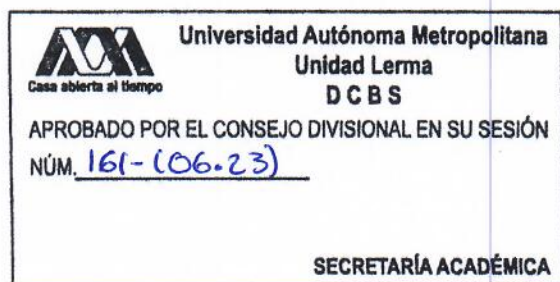 Universidad Autónoma Metropolitana
Unidad Lerma
Casa abierta al tiempo
D C B S
APROBADO POR EL CONSEJO DIVISIONAL EN SU SESIÓN
NÚM. 161-(06.23)
SECRETARÍA ACADÉMICA